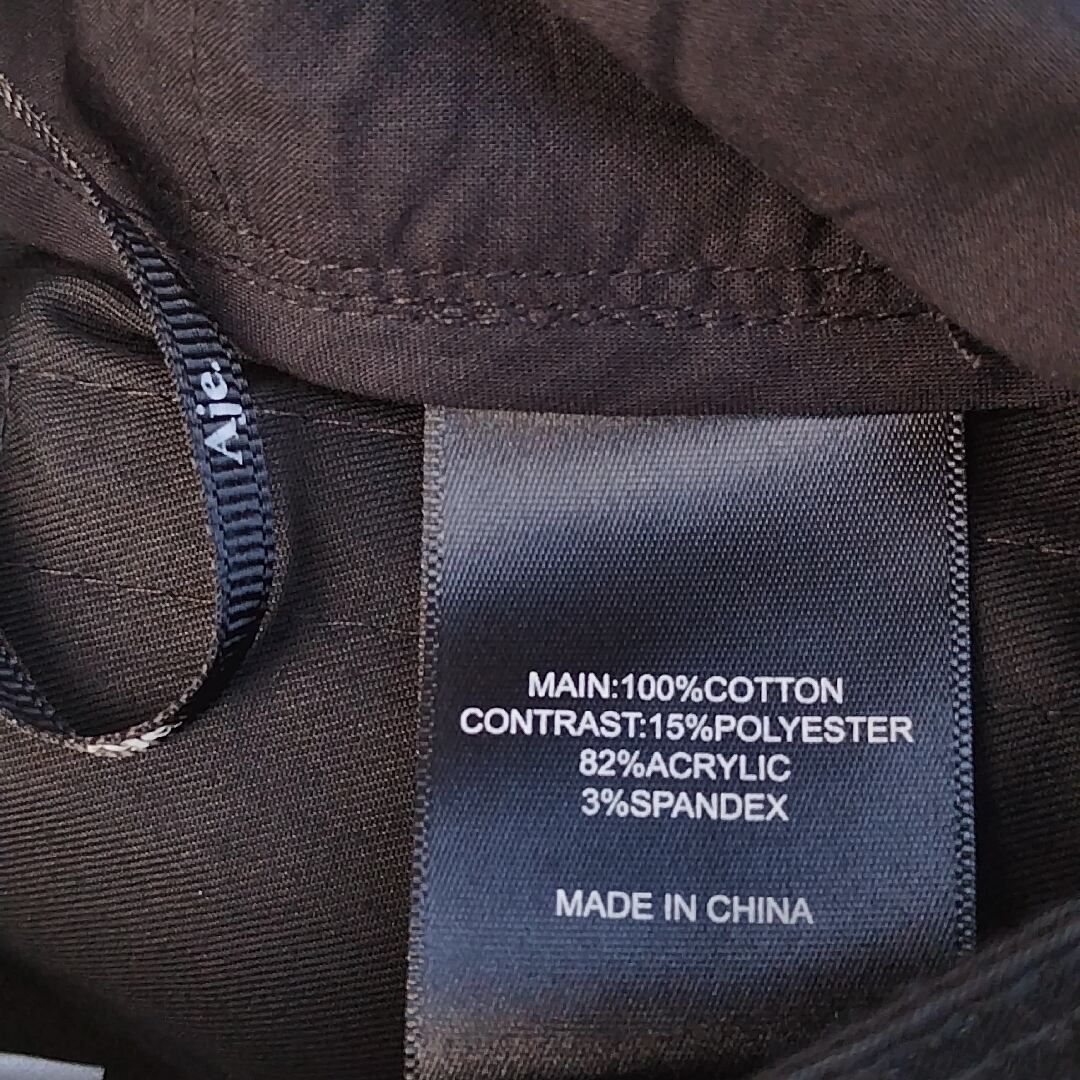 Aje.
MAIN:100%COTTON
CONTRAST:15%POLYESTER
82%ACRYLIC
3%SPANDEX
MADE IN CHINA